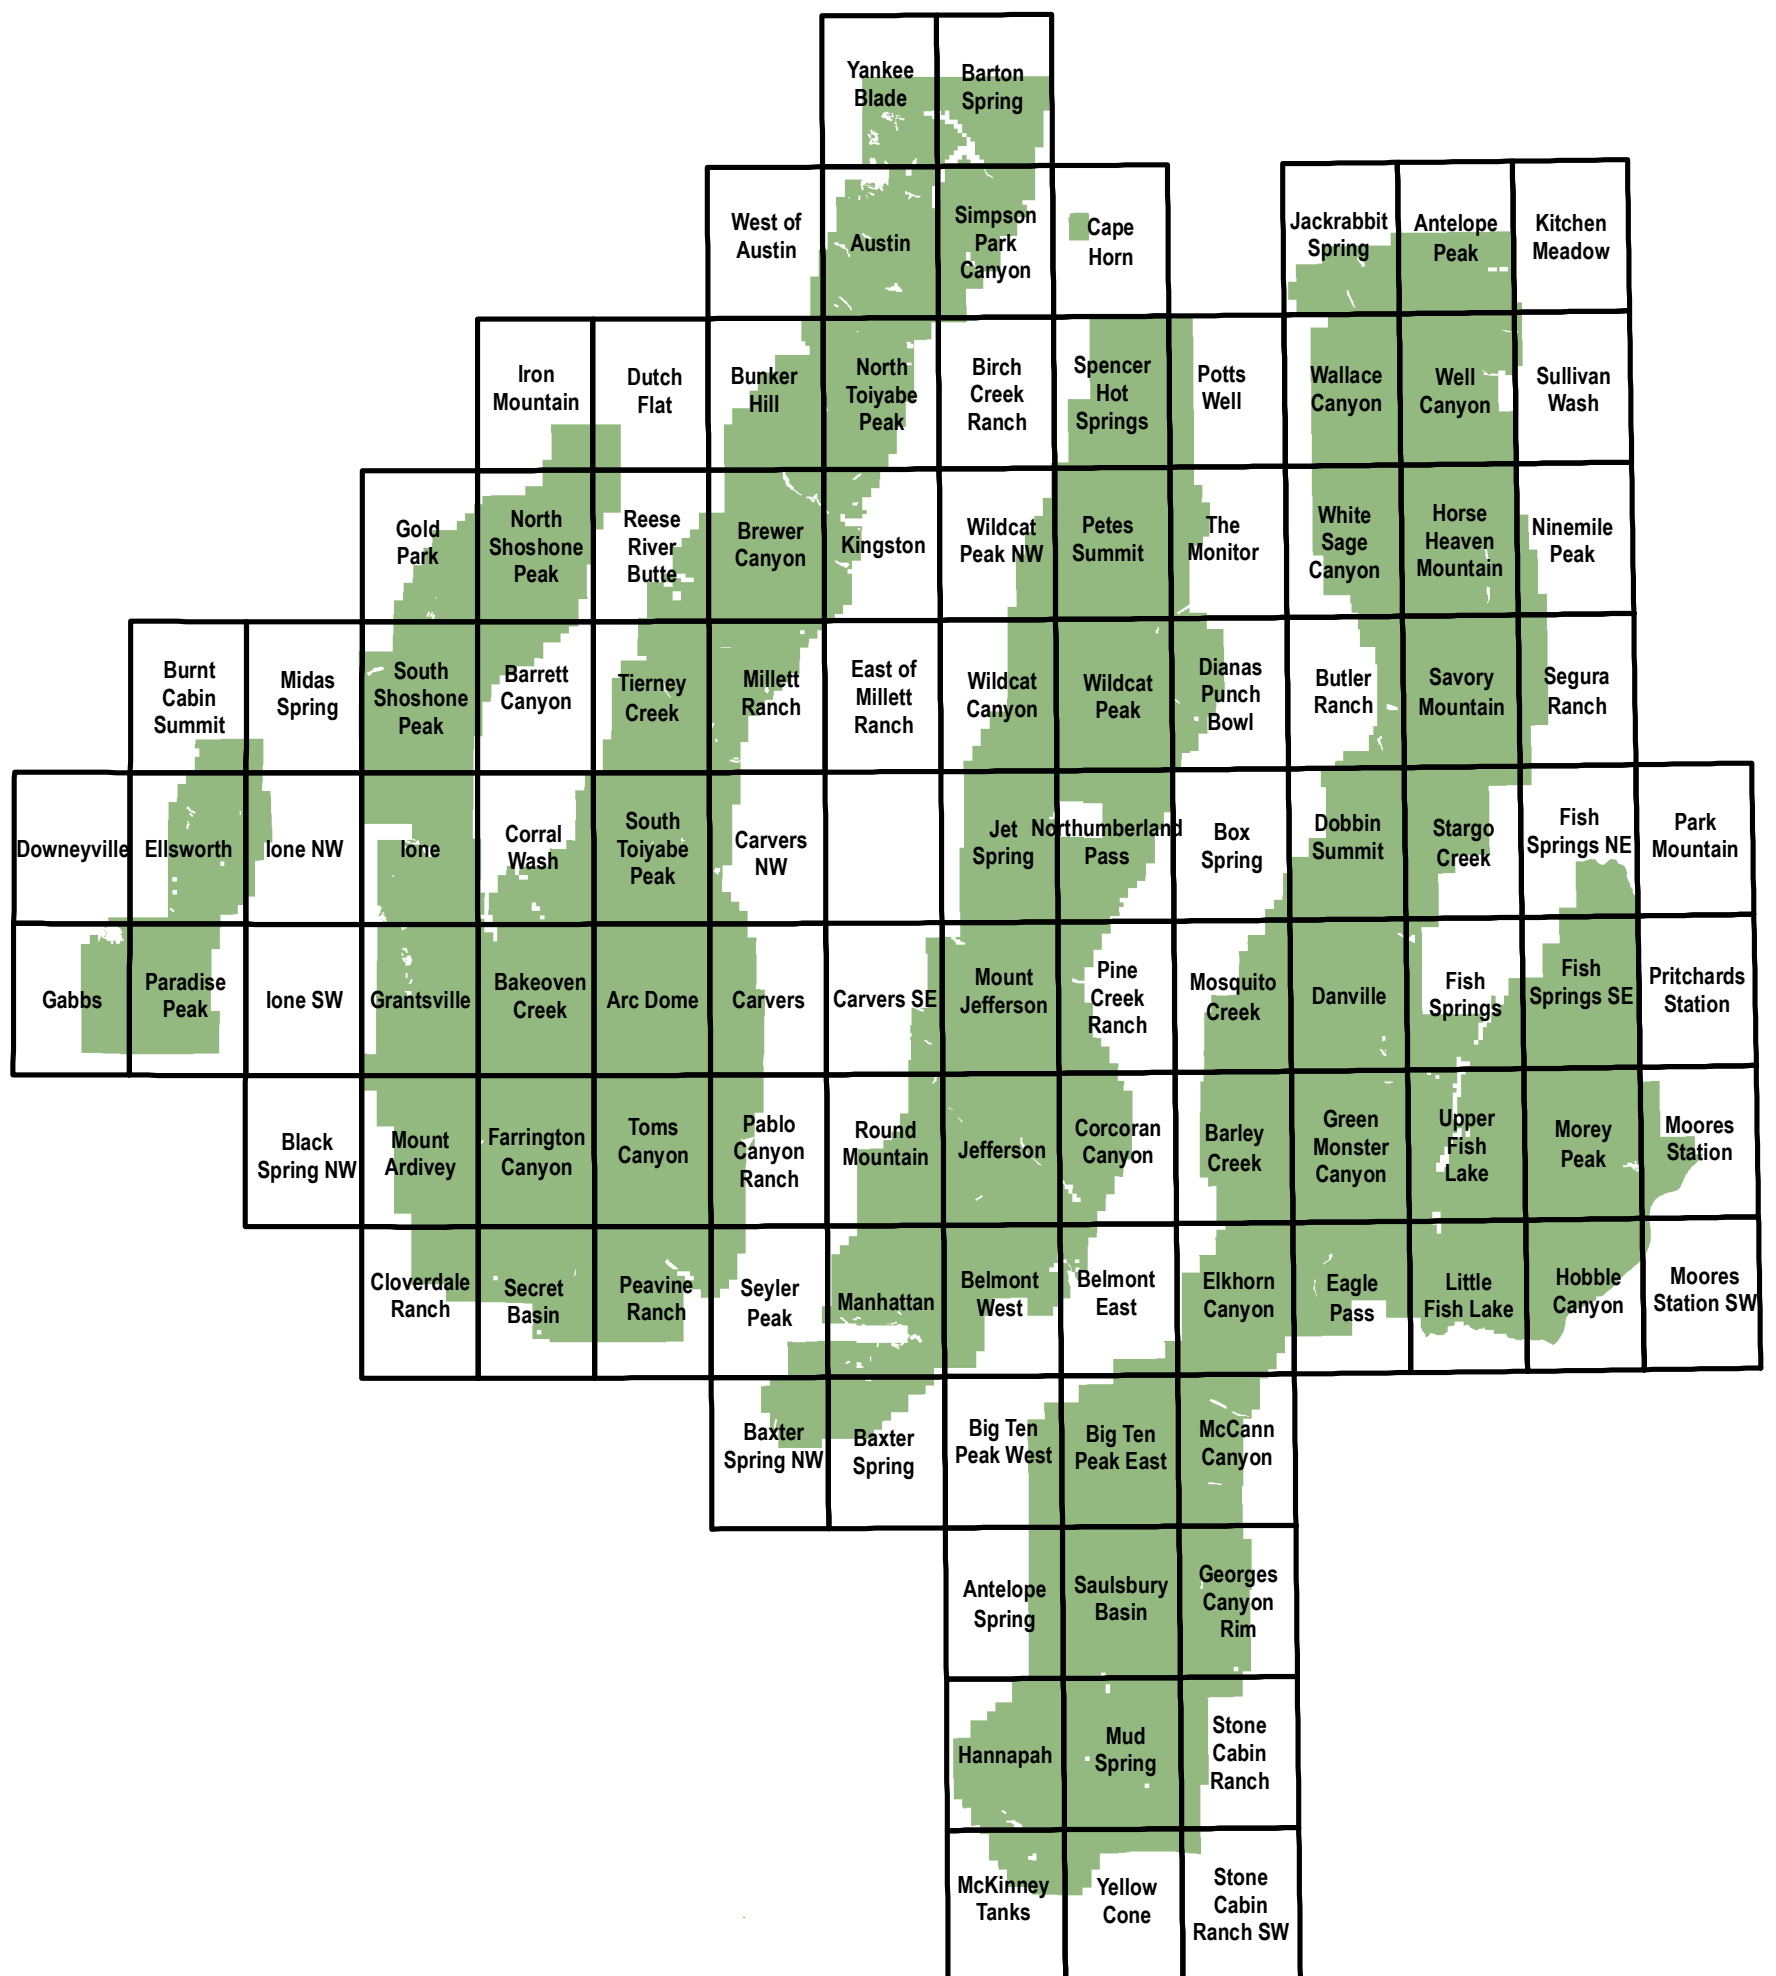 Yankee
Blade
Barton
Spring
West of
Austin
Austin
Simpson
Park
Canyon
Cape
Horn
Jackrabbit
Spring
Antelope
Peak
Kitchen
Meadow
Iron
Mountain
Dutch
Flat
Bunker
Hill
North
Toiyabe
Peak
Birch
Creek
Ranch
Spencer
Hot
Springs
Potts
Well
Wallace
Canyon
Well
Canyon
Sullivan
Wash
Gold
Park
North
Shoshone
Peak
Reese
River
Butte
Brewer
Canyon
Kingston
Wildcat
Peak NW
Petes
Summit
The
Monitor
White
Sage
Canyon
Horse
Heaven
Mountain
Ninemile
Peak
Burnt
Cabin
Summit
Midas
Spring
South
Shoshone
Peak
Barrett
Canyon
Tierney
Creek
Millett
Ranch
East of
Millett
Ranch
Wildcat
Canyon
Wildcat
Peak
Dianas
Punch
Bowl
Butler
Ranch
Savory
Mountain
Segura
Ranch
Downeyville
Ellsworth
Ione NW
Ione
Corral
Wash
South
Toiyabe
Peak
Carvers
NW
Jet
Spring
Northumberland
Pass
Box
Spring
Dobbin
Summit
Stargo
Creek
Fish
Springs NE
Park
Mountain
Gabbs
Paradise
Peak
Ione SW
Grantsville
Bakeoven
Creek
Arc Dome
Carvers
Carvers SE
Mount
Jefferson
Pine
Creek
Ranch
Mosquito
Creek
Danville
Fish
Springs
Fish
Springs SE
Pritchards
Station
Black
Spring NW
Mount
Ardivey
Farrington
Canyon
Toms
Canyon
Pablo
Canyon
Ranch
Round
Mountain
Jefferson
Corcoran
Canyon
Barley
Creek
Green
Monster
Canyon
Upper
Fish
Lake
Morey
Peak
Moores
Station
Cloverdale
Ranch
Secret
Basin
Peavine
Ranch
Seyler
Peak
Manhattan
Belmont
West
Belmont
East
Elkhorn
Canyon
Eagle
Pass
Little
Fish Lake
Hobble
Canyon
Moores
Station SW
Baxter
Spring NW
Baxter
Spring
Big Ten
Peak West
Big Ten
Peak East
McCann
Canyon
Antelope
Spring
Saulsbury
Basin
Georges
Canyon
Rim
Hannapah
Mud
Spring
Stone
Cabin
Ranch
McKinney
Tanks
Yellow
Cone
Stone
Cabin
Ranch SW